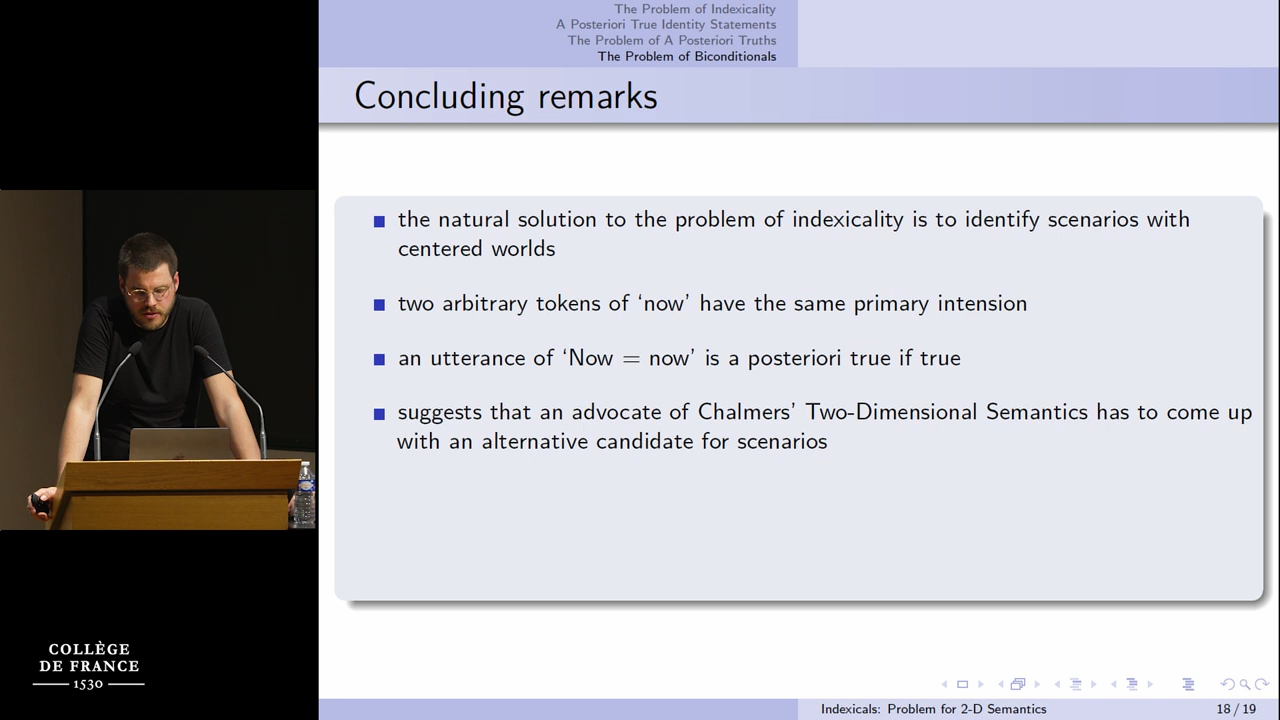 The Problem of Indexicality
A Posteriori True Identity Statements
The Problem of A Posteriori Truths
The Problem of Biconditionals
Concluding remarks
the natural solution to the problem of indexicality is to identify scenarios with
centered worlds
two arbitrary tokens of ‘now’ have the same primary intension
an utterance of ‘Now = now’ is a posteriori true if true
suggests that an advocate of Chalmers’ Two-Dimensional Semantics has to come up
with an alternative candidate for scenarios
COLLÈGE
DE FRANCE
1530
Indexicals: Problem for 2-D Semantics
18 / 19